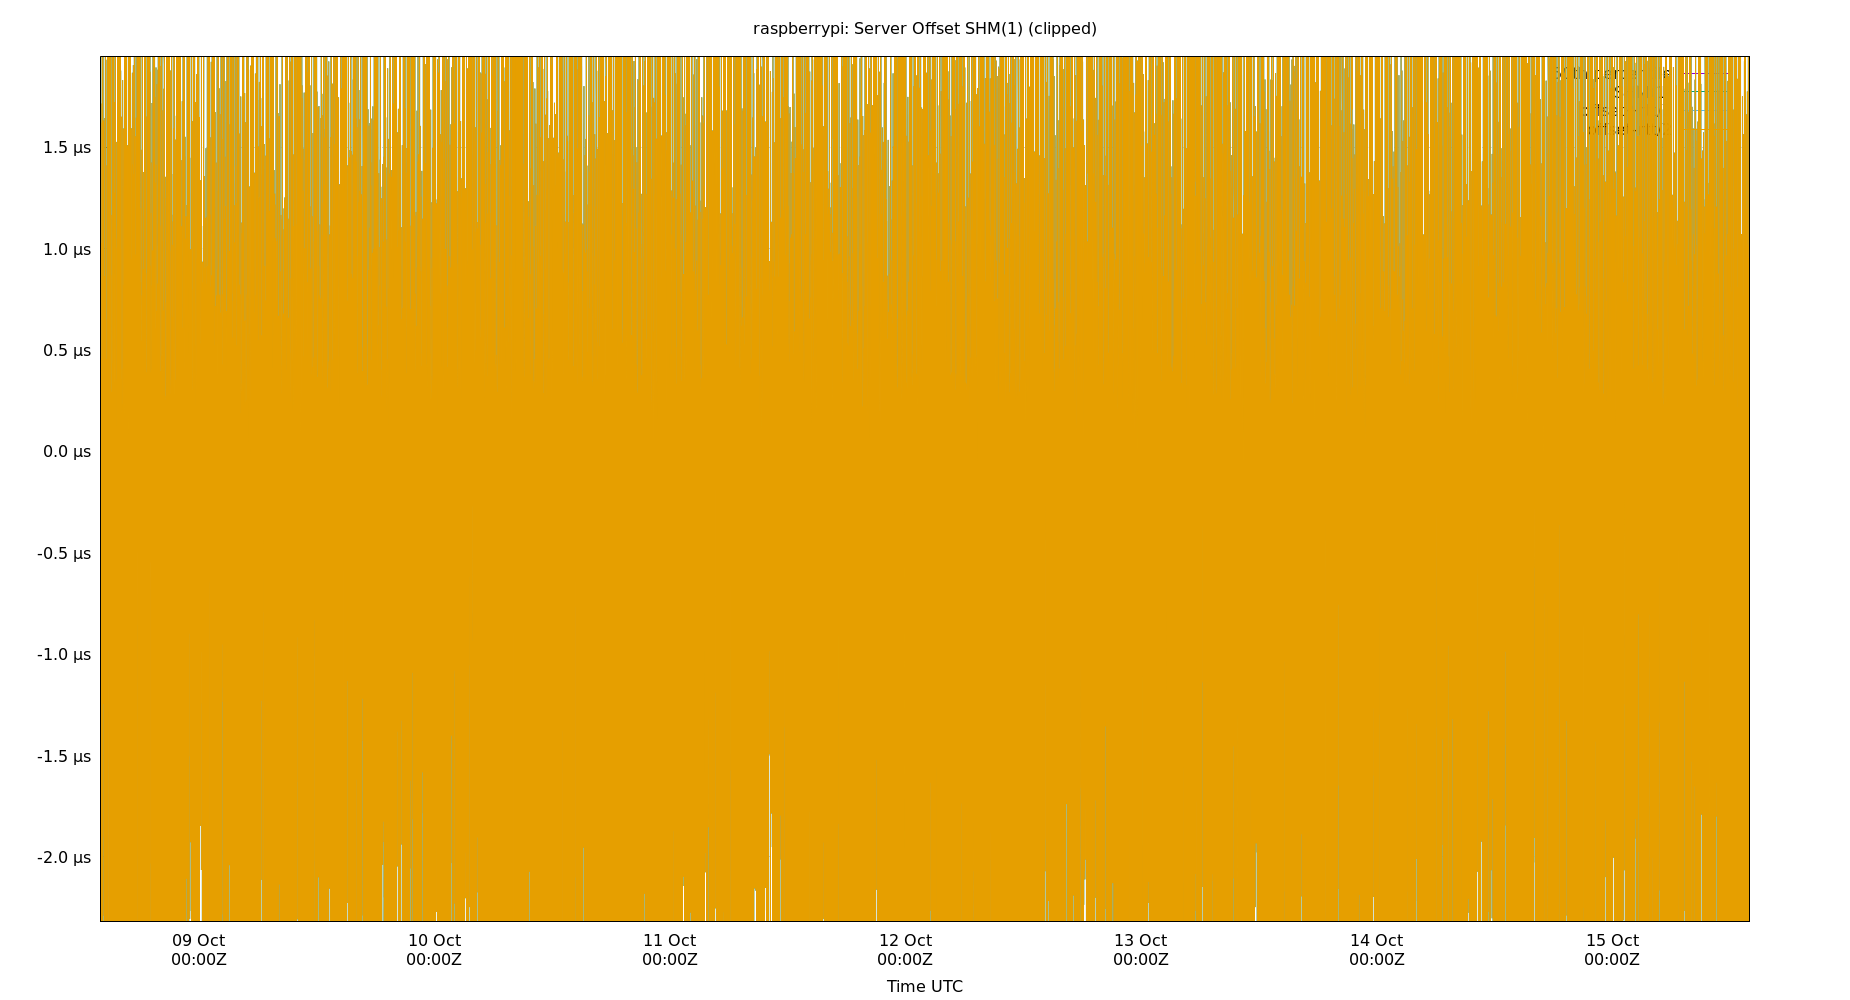 raspberrypi: Server Offset SHM(1) (clipped)
1.5 µs
1.0 µs
0.5 µs
0.0 µs
-0.5 µs
-1.0 µs
-1.5 µs
-2.0 µs
09 Oct 10 Oct 11 Oct 12 Oct 13 Oct 14 Oct 15 Oct
00:00Z 00:00Z 00:00Z 00:00Z 00:00Z 00:00Z 00:00Z
Time UTC